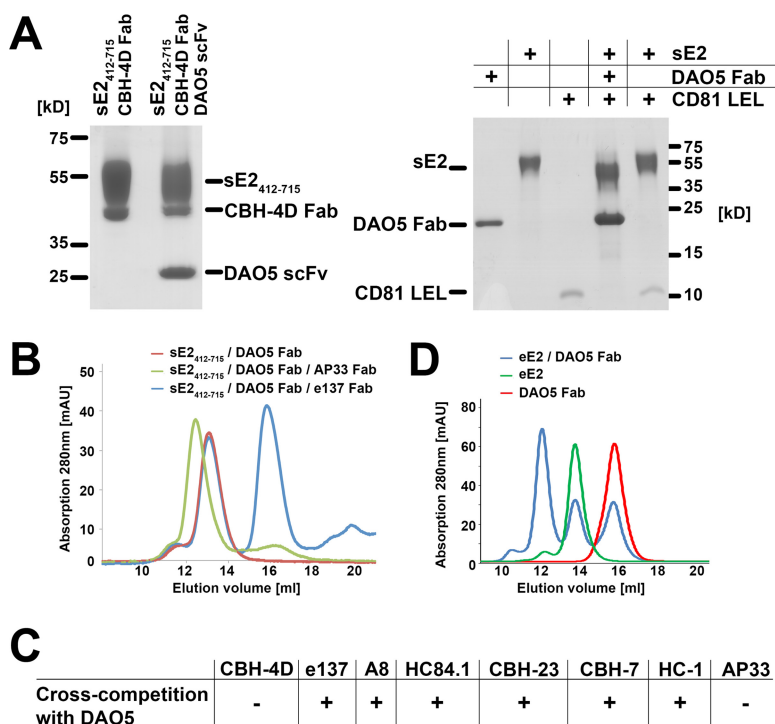 A
sE2412-715
CBH-4D Fab
sE2412-715
CBH-4D Fab
DAO5 scFv
[kD]
75
55
35
25
sE2412-715
CBH-4D Fab
DAO5 scFv
+ + + sE2
+ + DAO5 Fab
+ + + CD81 LEL
sE2
DAO5 Fab
CD81 LEL
75
55
35
25
[kD]
15
10
B
sE2412-715 / DAO5 Fab
sE2412-715 / DAO5 Fab / AP33 Fab
sE2412-715 / DAO5 Fab / e137 Fab
Absorption 280nm [mAU]
50
40
30
20
10
0
10 12 14 16 18 20
Elution volume [ml]
D
eE2 / DAO5 Fab
eE2
DAO5 Fab
Absorption 280nm [mAU]
80
60
40
20
0
10 12 14 16 18 20
Elution volume [ml]
C
CBH-4D e137 A8 HC84.1 CBH-23 CBH-7 HC-1 AP33
Cross-competition
with DAO5
- + + + + + + -